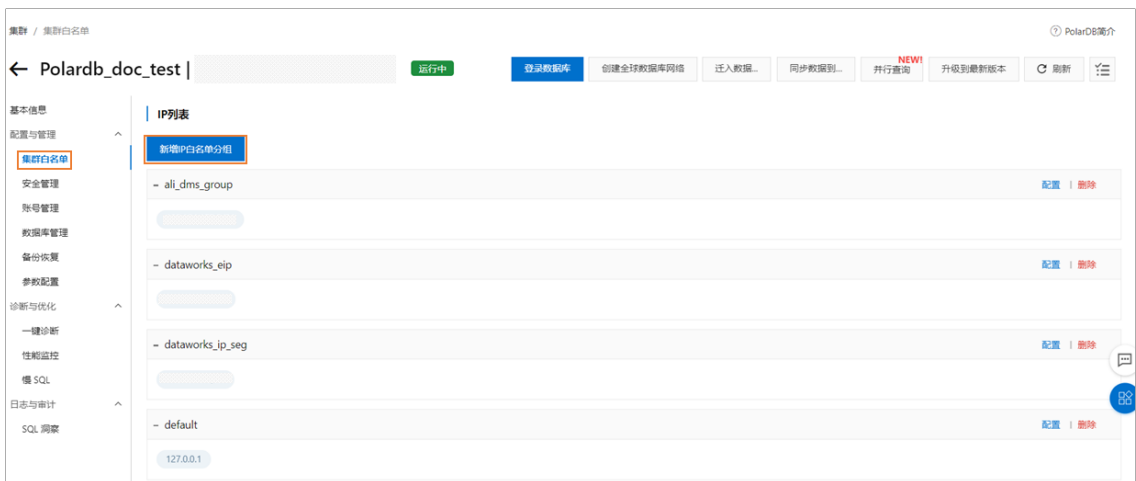 集群 / 集群白名单
PolarDB简介
Polardb_doc_test |
运行中
登录数据库
创建全球数据库网络
迁入数据...
同步数据到...
NEW!
并行查询
升级到最新版本
刷新
基本信息
配置与管理
集群白名单
安全管理
账号管理
数据库管理
备份恢复
参数配置
诊断与优化
一键诊断
性能监控
慢 SQL
日志与审计
SQL 洞察
IP列表
新增IP白名单分组
- ali_dms_group
配置 | 删除
- dataworks_eip
配置 | 删除
- dataworks_ip_seg
配置 | 删除
- default
配置 | 删除
127.0.0.1